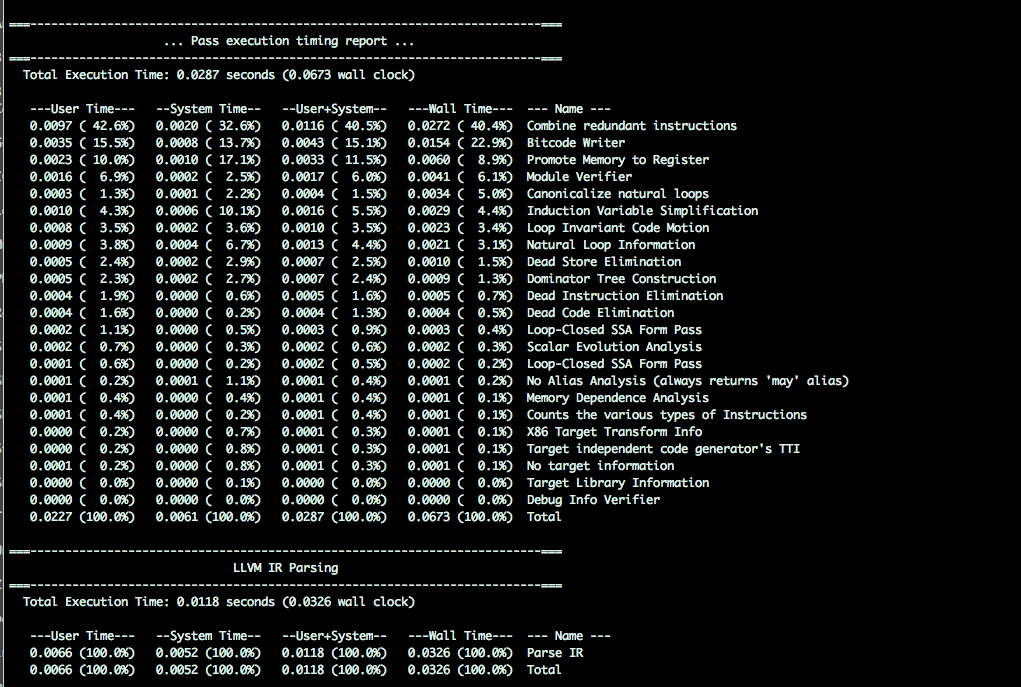 ===-------------------------------------------------------------------------===
                      ... Pass execution timing report ...
===-------------------------------------------------------------------------===
  Total Execution Time: 0.0287 seconds (0.0673 wall clock)

   ---User Time---   --System Time--   --User+System--   ---Wall Time---  --- Name ---
   0.0097 ( 42.6%)   0.0020 ( 32.6%)   0.0116 ( 40.5%)   0.0272 ( 40.4%)  Combine redundant instructions
   0.0035 ( 15.5%)   0.0008 ( 13.7%)   0.0043 ( 15.1%)   0.0154 ( 22.9%)  Bitcode Writer
   0.0023 ( 10.0%)   0.0010 ( 17.1%)   0.0033 ( 11.5%)   0.0060 (  8.9%)  Promote Memory to Register
   0.0016 (  6.9%)   0.0002 (  2.5%)   0.0017 (  6.0%)   0.0041 (  6.1%)  Module Verifier
   0.0003 (  1.3%)   0.0001 (  2.2%)   0.0004 (  1.5%)   0.0034 (  5.0%)  Canonicalize natural loops
   0.0010 (  4.3%)   0.0006 ( 10.1%)   0.0016 (  5.5%)   0.0029 (  4.4%)  Induction Variable Simplification
   0.0008 (  3.5%)   0.0002 (  3.6%)   0.0010 (  3.5%)   0.0023 (  3.4%)  Loop Invariant Code Motion
   0.0009 (  3.8%)   0.0004 (  6.7%)   0.0013 (  4.4%)   0.0021 (  3.1%)  Natural Loop Information
   0.0005 (  2.4%)   0.0002 (  2.9%)   0.0007 (  2.5%)   0.0010 (  1.5%)  Dead Store Elimination
   0.0005 (  2.3%)   0.0002 (  2.7%)   0.0007 (  2.4%)   0.0009 (  1.3%)  Dominator Tree Construction
   0.0004 (  1.9%)   0.0000 (  0.6%)   0.0005 (  1.6%)   0.0005 (  0.7%)  Dead Instruction Elimination
   0.0004 (  1.6%)   0.0000 (  0.2%)   0.0004 (  1.3%)   0.0004 (  0.5%)  Dead Code Elimination
   0.0002 (  1.1%)   0.0000 (  0.5%)   0.0003 (  0.9%)   0.0003 (  0.4%)  Loop-Closed SSA Form Pass
   0.0002 (  0.7%)   0.0000 (  0.3%)   0.0002 (  0.6%)   0.0002 (  0.3%)  Scalar Evolution Analysis
   0.0001 (  0.6%)   0.0000 (  0.2%)   0.0002 (  0.5%)   0.0002 (  0.2%)  Loop-Closed SSA Form Pass
   0.0001 (  0.2%)   0.0001 (  1.1%)   0.0001 (  0.4%)   0.0001 (  0.2%)  No Alias Analysis (always returns 'may' alias)
   0.0001 (  0.4%)   0.0000 (  0.4%)   0.0001 (  0.4%)   0.0001 (  0.1%)  Memory Dependence Analysis
   0.0001 (  0.4%)   0.0000 (  0.2%)   0.0001 (  0.4%)   0.0001 (  0.1%)  Counts the various types of Instructions
   0.0000 (  0.2%)   0.0000 (  0.7%)   0.0001 (  0.3%)   0.0001 (  0.1%)  X86 Target Transform Info
   0.0000 (  0.2%)   0.0000 (  0.8%)   0.0001 (  0.3%)   0.0001 (  0.1%)  Target independent code generator's TTI
   0.0001 (  0.2%)   0.0000 (  0.8%)   0.0001 (  0.3%)   0.0001 (  0.1%)  No target information
   0.0000 (  0.0%)   0.0000 (  0.1%)   0.0000 (  0.0%)   0.0000 (  0.0%)  Target Library Information
   0.0000 (  0.0%)   0.0000 (  0.0%)   0.0000 (  0.0%)   0.0000 (  0.0%)  Debug Info Verifier
   0.0227 (100.0%)   0.0061 (100.0%)   0.0287 (100.0%)   0.0673 (100.0%)  Total

===-------------------------------------------------------------------------===
                                LLVM IR Parsing
===-------------------------------------------------------------------------===
  Total Execution Time: 0.0118 seconds (0.0326 wall clock)

   ---User Time---   --System Time--   --User+System--   ---Wall Time---  --- Name ---
   0.0066 (100.0%)   0.0052 (100.0%)   0.0118 (100.0%)   0.0326 (100.0%)  Parse IR
   0.0066 (100.0%)   0.0052 (100.0%)   0.0118 (100.0%)   0.0326 (100.0%)  Total